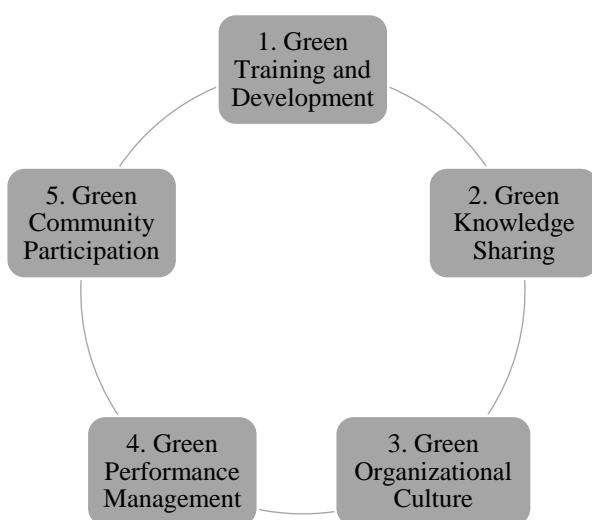 1. Green
Training and
Development
2. Green
Knowledge
Sharing
3. Green
Organizational
Culture
4. Green
Performance
Management
5. Green
Community
Participation